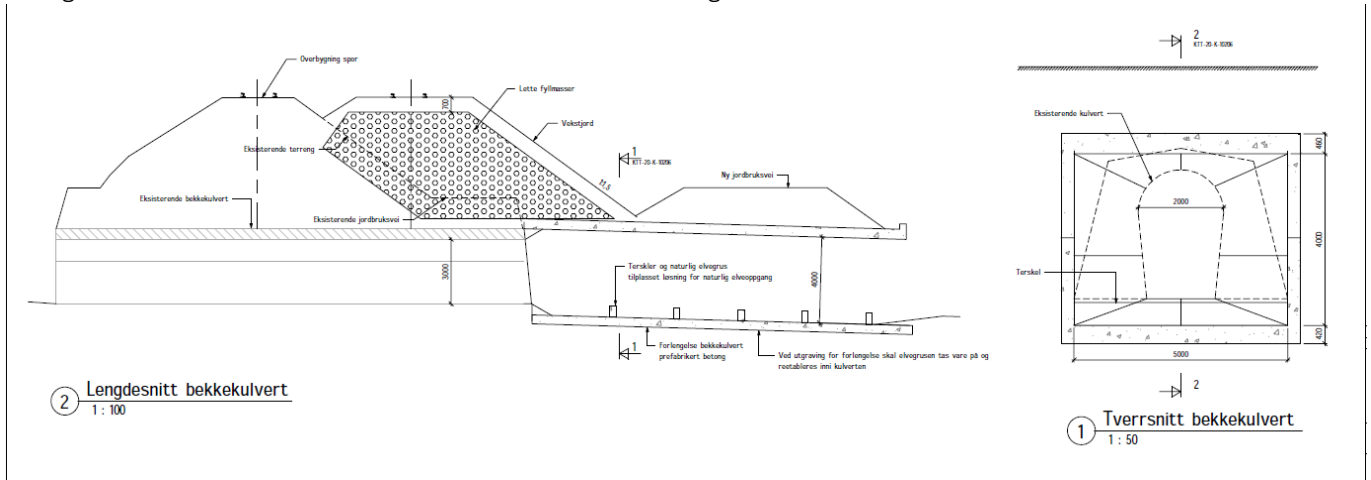 Overbygning spor
Lette fyllmasser
700
Vekstjord
Eksisterende terreng
1
KTT-20-K-10206
11,5
Ny jordbruksvei
Eksisterende bekkekulvert
Eksisterende jordbruksvei
3000
Terskler og naturlig elvegrus
tilpasset løsning for naturlig elveoppgang
4000
1
Forlengelse bekkekulvert
prefabrikert betong
Ved utgraving for forlengelse skal elvegrusen tas vare på og
reetableres inni kulverten
2 Lengdesnitt bekkekulvert
1 : 100
2
KTT-20-K-10206
Eksisterende kulvert
460
2000
4000
Terskel
420
5000
2
1 Tverrsnitt bekkekulvert
1 : 50